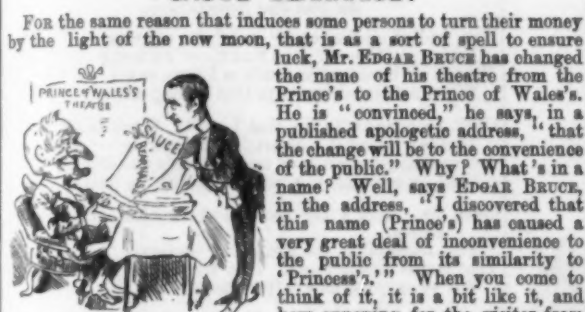 FOR the same reason that induces some persons to turn their money
by the light of the new moon, that is as a sort of spell to ensure
luck, Mr. EDGAR BRUCE has changed
the name of his theatre from the
Prince's to the Prince of Wales's.
He is "convinced," he says, in a
published apologetic address, "that
the change will be to the convenience
of the public." Why? What's in a
name? Well, says EDGAR BRUCE,
in the address, "I discovered that
this name (Prince's) has caused a
very great deal of inconvenience to
the public from its similarity to
'Princess's.'" When you come to
think of it, it is a bit like it, and
PRINCE of WALES'S
THEATRE
SAUCE